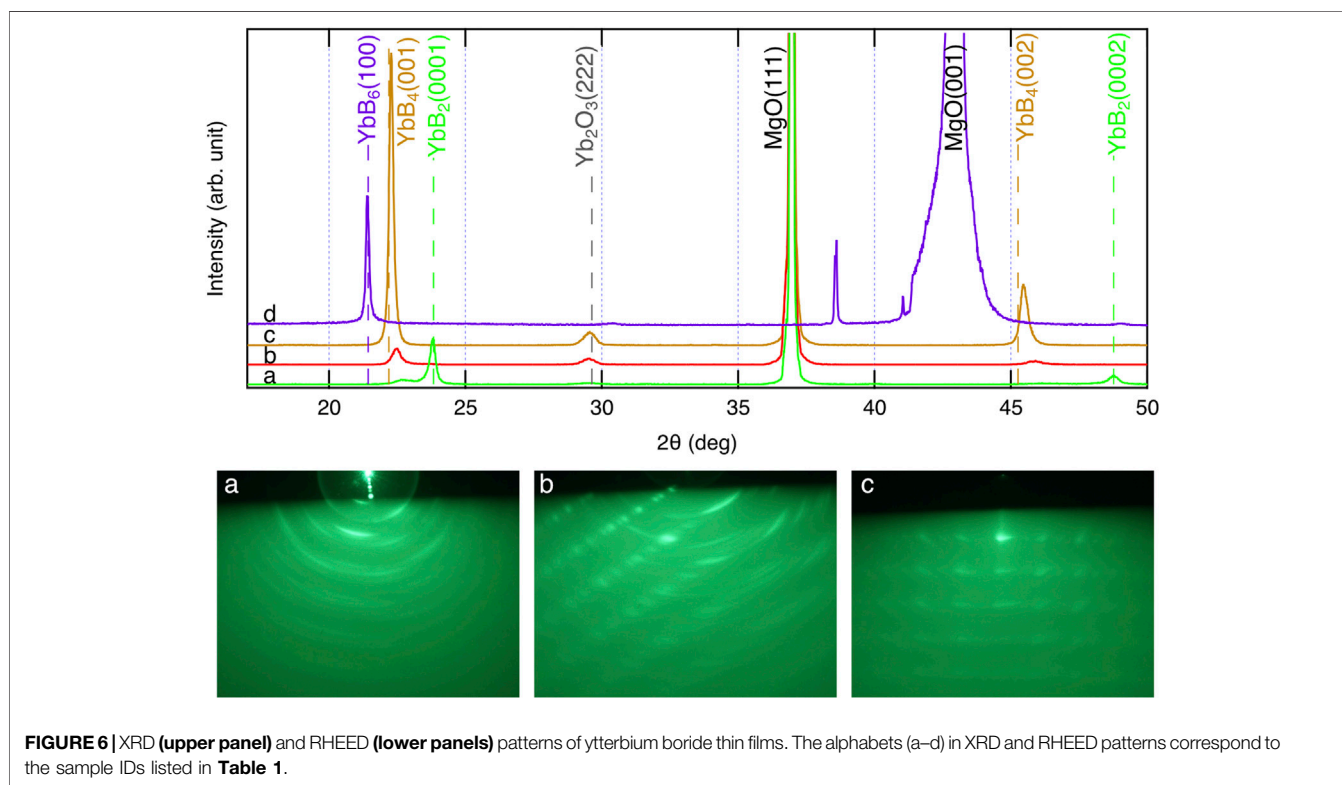 YbB6(100)
YbB4(001)
YbB2(0001)
Yb2O3(222)
MgO(111)
MgO(001)
YbB4(002)
YbB2(0002)
Intensity (arb. unit)
d
c
b
a
20 25 30 35 40 45 50
2θ (deg)
a b c
FIGURE 6 | XRD (upper panel) and RHEED (lower panels) patterns of ytterbium boride thin films. The alphabets (a–d) in XRD and RHEED patterns correspond to
the sample IDs listed in Table 1.